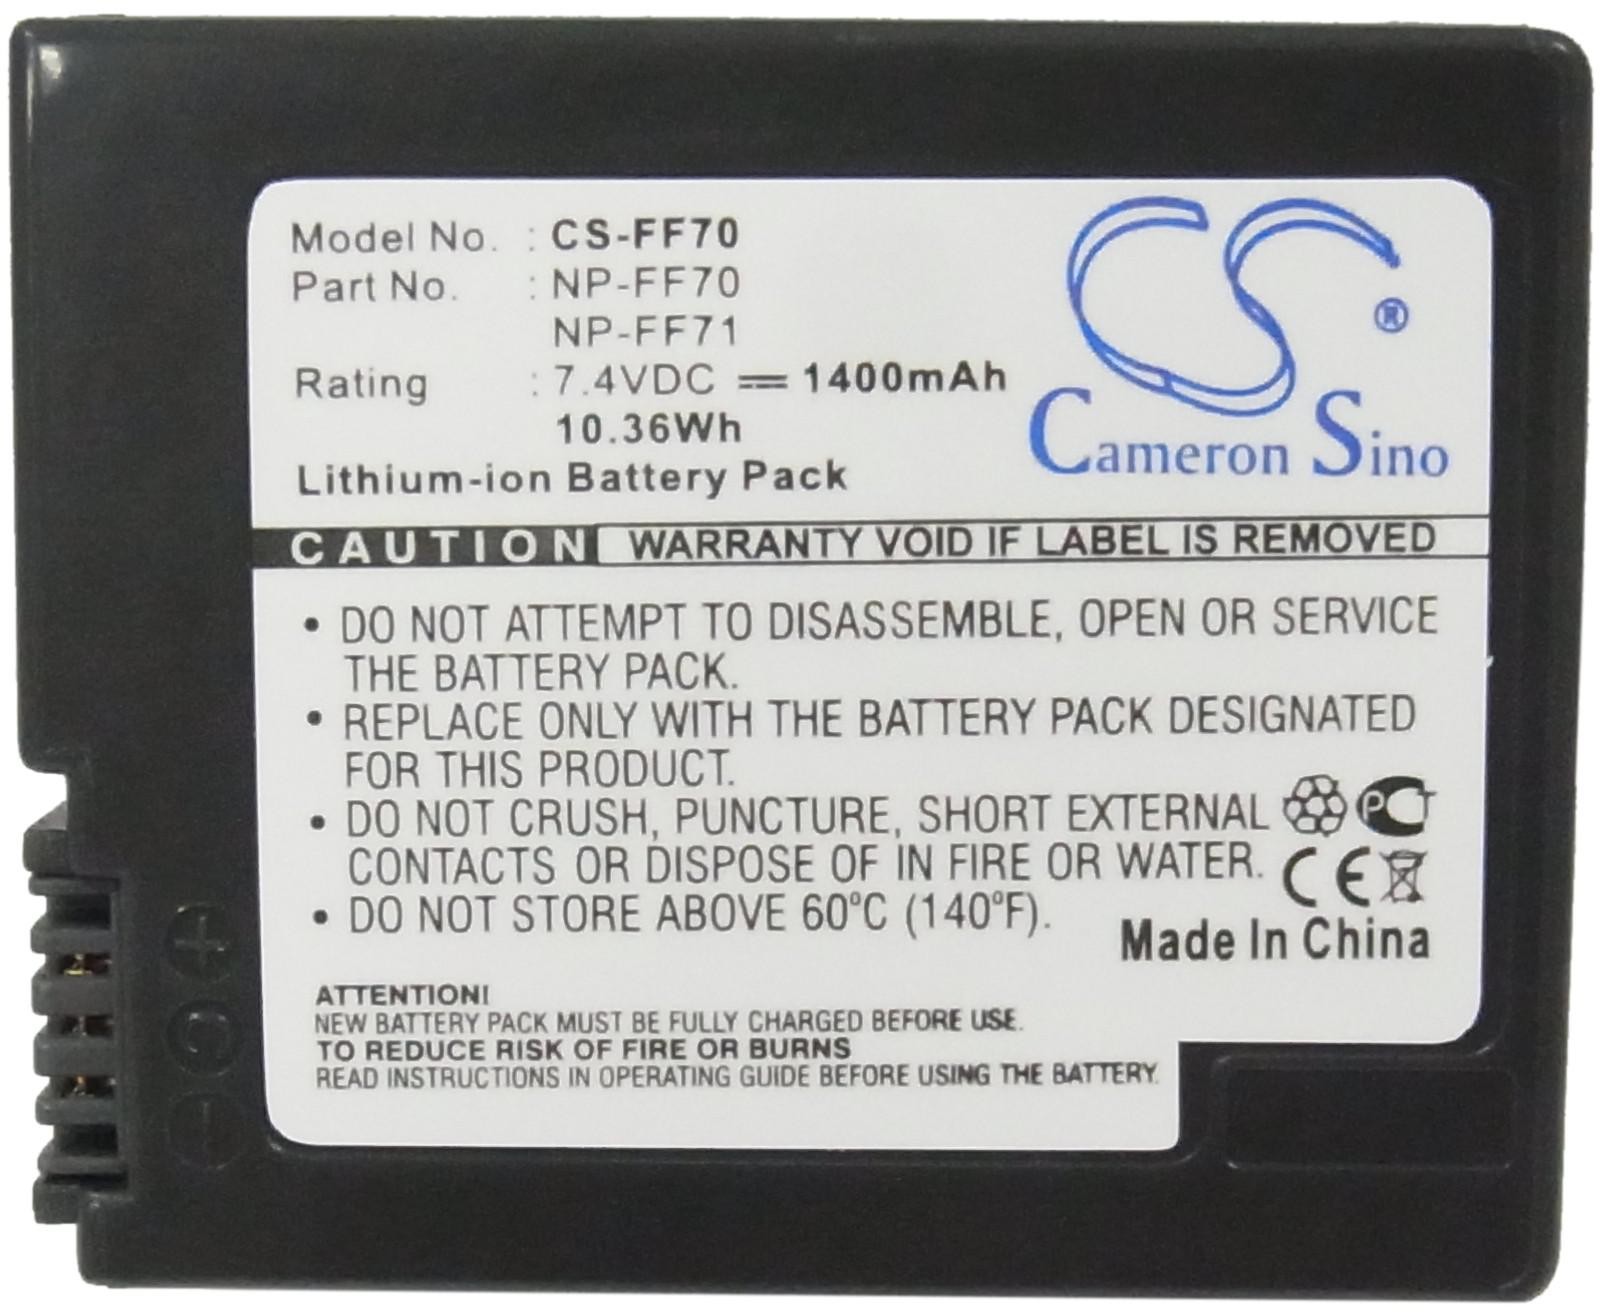 Model No. : CS-FF70
Part No. : NP-FF70
NP-FF71
Rating : 7.4VDC ⎓ 1400mAh
10.36Wh
Lithium-ion Battery Pack
CS ®
Cameron Sino
CAUTION WARRANTY VOID IF LABEL IS REMOVED
• DO NOT ATTEMPT TO DISASSEMBLE, OPEN OR SERVICE
THE BATTERY PACK.
• REPLACE ONLY WITH THE BATTERY PACK DESIGNATED
FOR THIS PRODUCT.
• DO NOT CRUSH, PUNCTURE, SHORT EXTERNAL
CONTACTS OR DISPOSE OF IN FIRE OR WATER.
• DO NOT STORE ABOVE 60°C (140°F).
PCT
CE
Made In China
ATTENTION!
NEW BATTERY PACK MUST BE FULLY CHARGED BEFORE USE.
TO REDUCE RISK OF FIRE OR BURNS
READ INSTRUCTIONS IN OPERATING GUIDE BEFORE USING THE BATTERY.
+
C
−